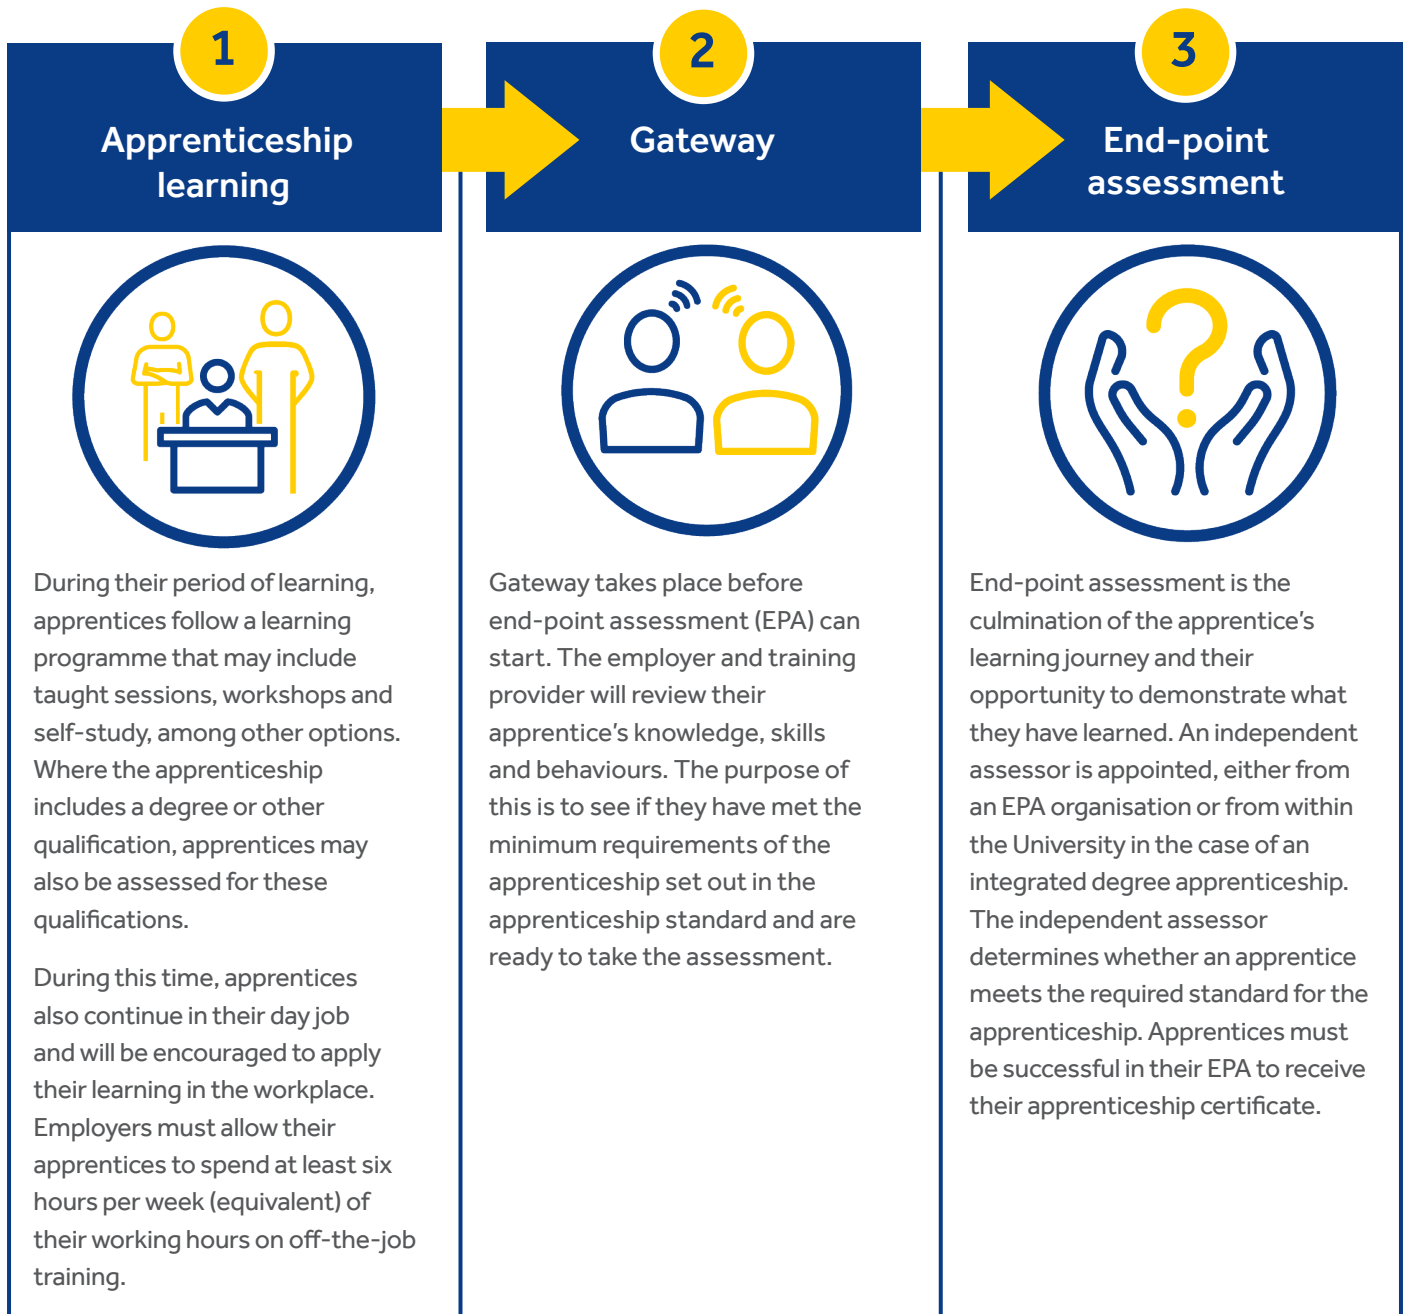 1
Apprenticeship
learning
During their period of learning,
apprentices follow a learning
programme that may include
taught sessions, workshops and
self-study, among other options.
Where the apprenticeship
includes a degree or other
qualification, apprentices may
also be assessed for these
qualifications.
During this time, apprentices
also continue in their day job
and will be encouraged to apply
their learning in the workplace.
Employers must allow their
apprentices to spend at least six
hours per week (equivalent) of
their working hours on off-the-job
training.
2
Gateway
Gateway takes place before
end-point assessment (EPA) can
start. The employer and training
provider will review their
apprentice’s knowledge, skills
and behaviours. The purpose of
this is to see if they have met the
minimum requirements of the
apprenticeship set out in the
apprenticeship standard and are
ready to take the assessment.
3
End-point
assessment
End-point assessment is the
culmination of the apprentice’s
learning journey and their
opportunity to demonstrate what
they have learned. An independent
assessor is appointed, either from
an EPA organisation or from within
the University in the case of an
integrated degree apprenticeship.
The independent assessor
determines whether an apprentice
meets the required standard for the
apprenticeship. Apprentices must
be successful in their EPA to receive
their apprenticeship certificate.